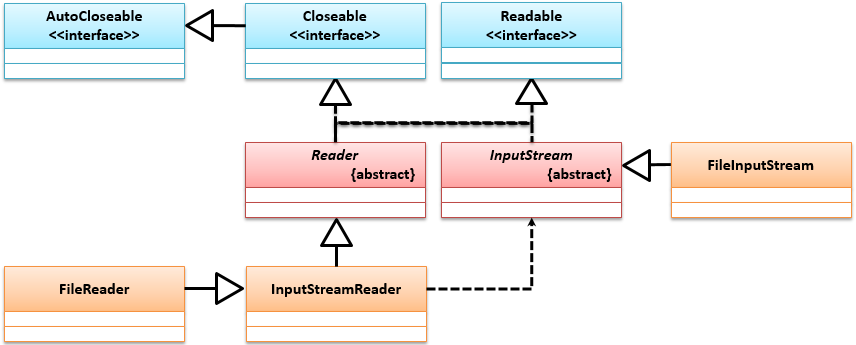 AutoCloseable
<<interface>>
Closeable
<<interface>>
Readable
<<interface>>
Reader
{abstract}
InputStream
{abstract}
FileInputStream
FileReader
InputStreamReader